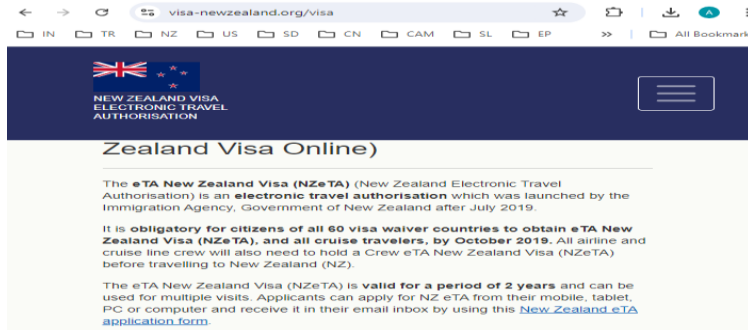 visa-newzealand.org/visa
IN TR NZ US SD CN CAM SL EP » All Bookmark
A
NEW ZEALAND VISA
ELECTRONIC TRAVEL
AUTHORISATION
Zealand Visa Online)
The eTA New Zealand Visa (NZeTA) (New Zealand Electronic Travel
Authorisation) is an electronic travel authorisation which was launched by the
Immigration Agency, Government of New Zealand after July 2019.
It is obligatory for citizens of all 60 visa waiver countries to obtain eTA New
Zealand Visa (NZeTA), and all cruise travelers, by October 2019. All airline and
cruise line crew will also need to hold a Crew eTA New Zealand Visa (NZeTA)
before travelling to New Zealand (NZ).
The eTA New Zealand Visa (NZeTA) is valid for a period of 2 years and can be
used for multiple visits. Applicants can apply for NZ eTA from their mobile, tablet,
PC or computer and receive it in their email inbox by using this New Zealand eTA
application form.